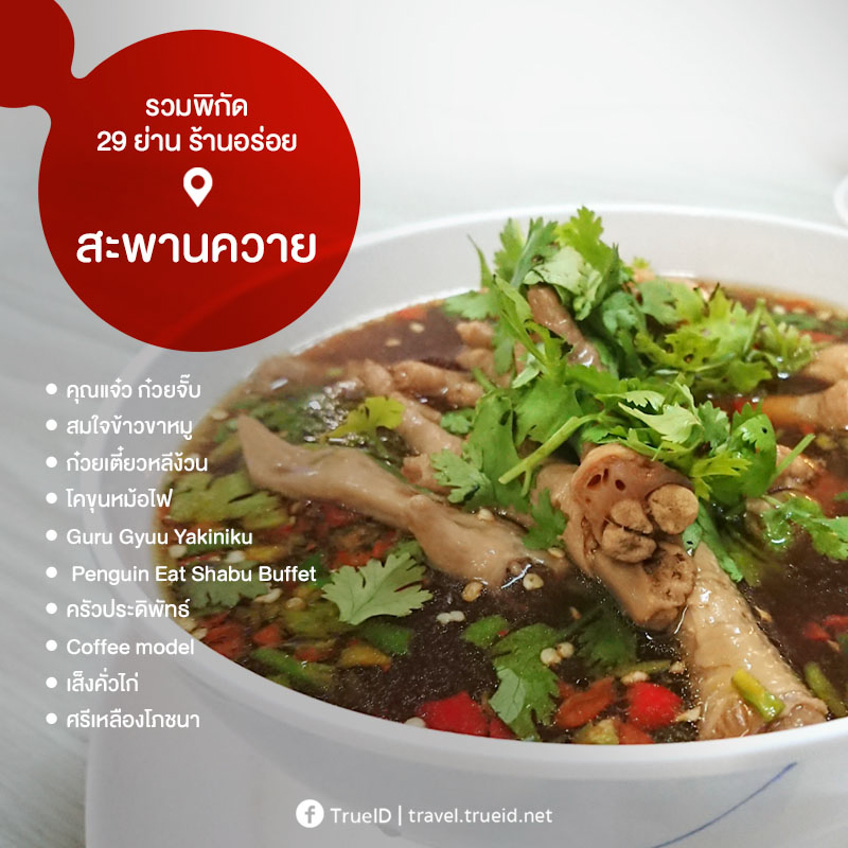 รวมพิกัด
29 ย่าน ร้านอร่อย
สะพานควาย
คุณแจ๋ว ก๋วยจั๊บ
สมใจข้าวขาหมู
ก๋วยเตี๋ยวหลีง้วน
โคขุนหม้อไฟ
Guru Gyuu Yakiniku
Penguin Eat Shabu Buffet
ครัวประดิพัทธ์
Coffee model
เส็งคั่วไก่
ศรีเหลืองโภชนา
f TrueID | travel.trueid.net